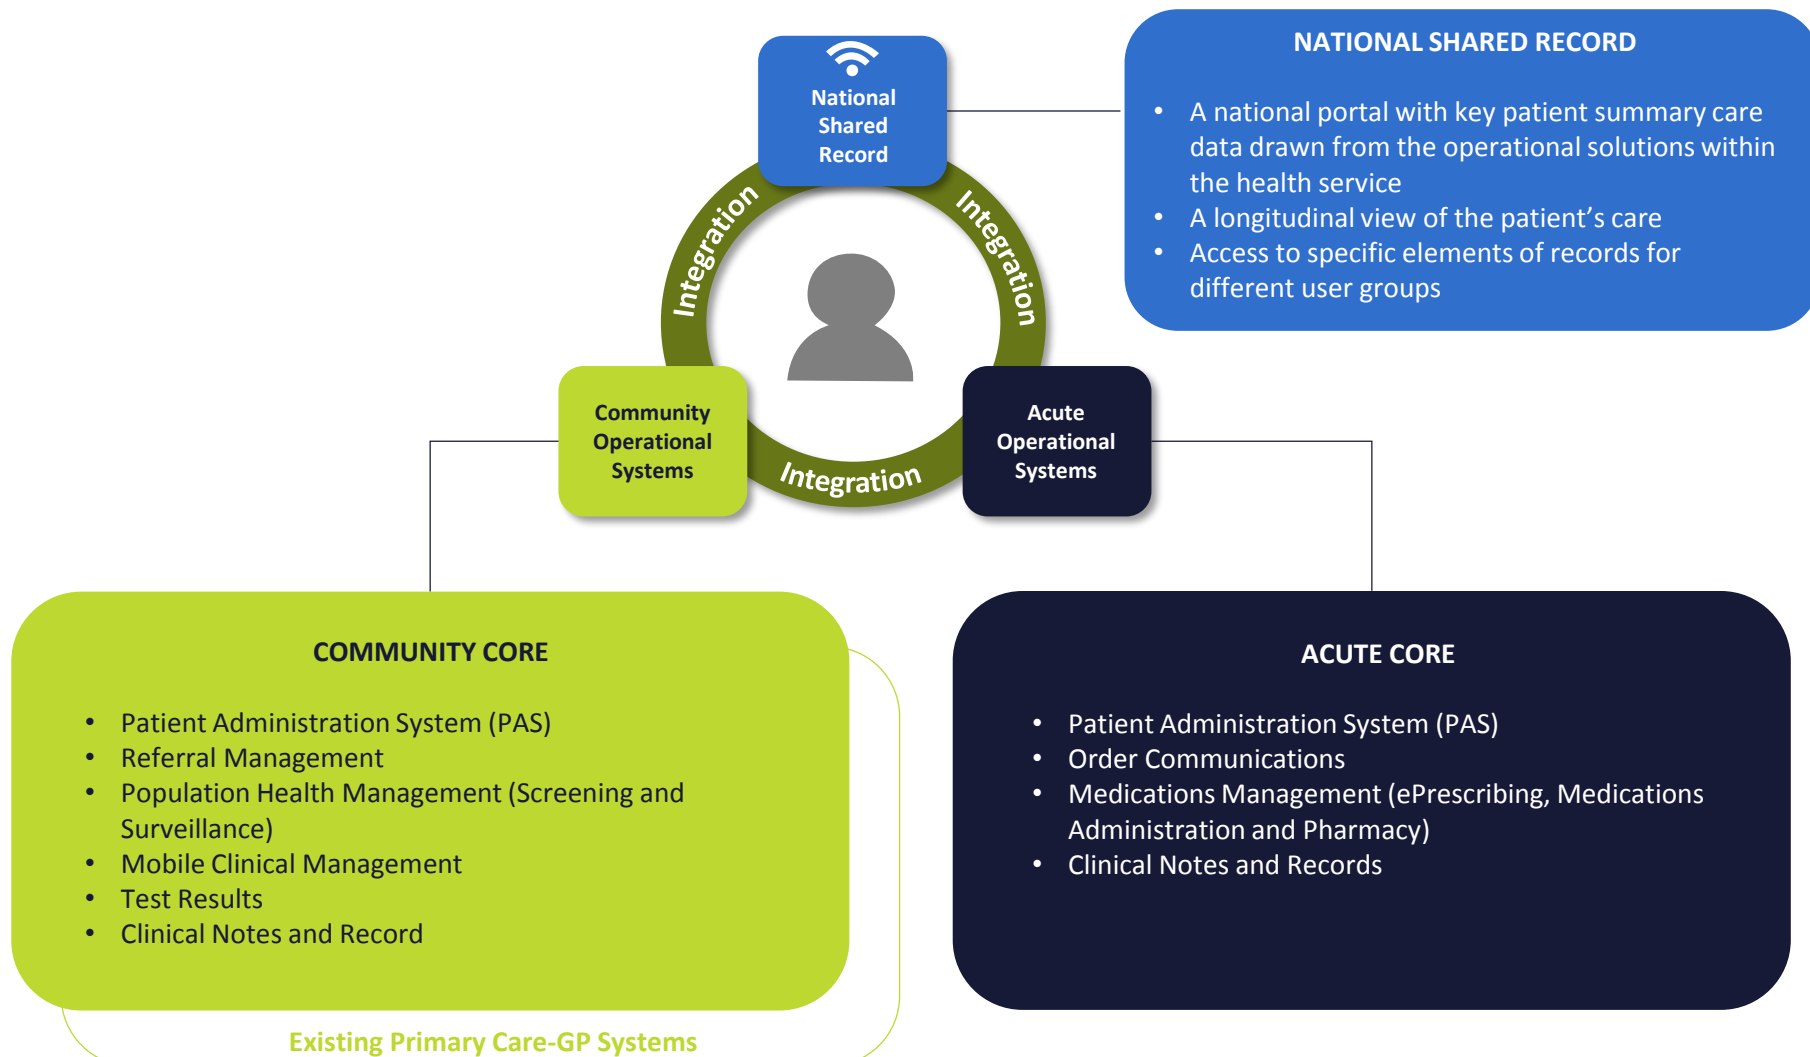 National
Shared
Record
NATIONAL SHARED RECORD
• A national portal with key patient summary care
data drawn from the operational solutions within
the health service
• A longitudinal view of the patient's care
• Access to specific elements of records for
different user groups
Integration
Integration
Community
Operational
Systems
Acute
Operational
Systems
Integration
COMMUNITY CORE
• Patient Administration System (PAS)
• Referral Management
• Population Health Management (Screening and
Surveillance)
• Mobile Clinical Management
• Test Results
• Clinical Notes and Record
Existing Primary Care-GP Systems
ACUTE CORE
• Patient Administration System (PAS)
• Order Communications
• Medications Management (ePrescribing, Medications
Administration and Pharmacy)
• Clinical Notes and Records